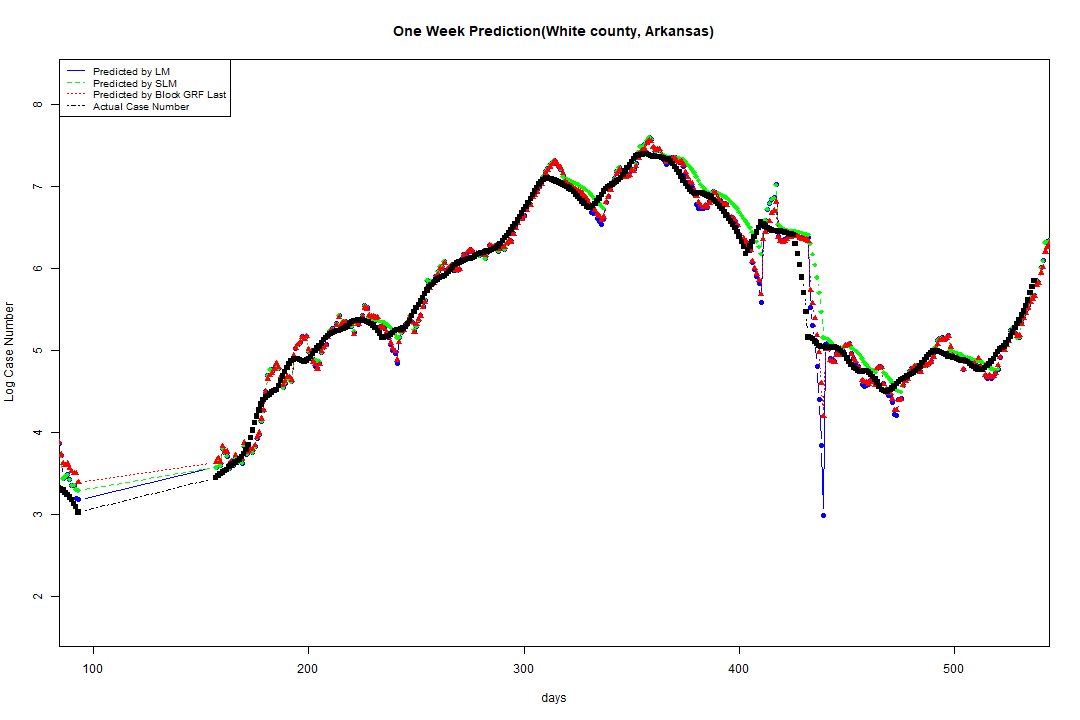 One Week Prediction(White county, Arkansas)
Predicted by LM
Predicted by SLM
Predicted by Block GRF Last
Actual Case Number
8
7
6
5
4
3
2
Log Case Number
100 200 300 400 500
days